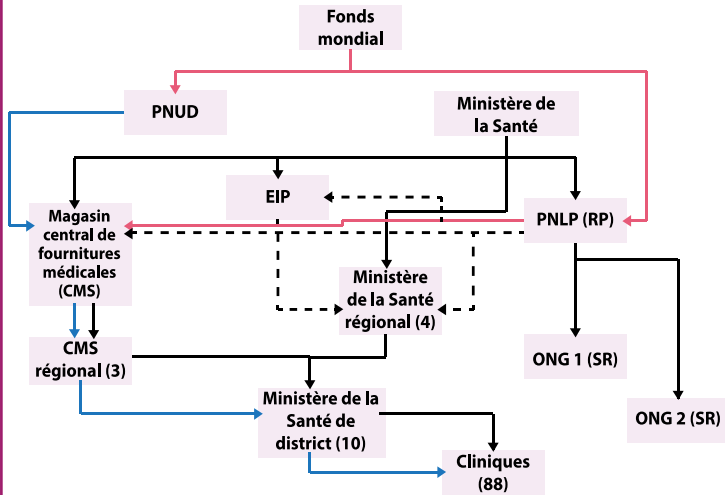 Fonds
mondial
PNUD
Ministère de
la Santé
EIP
PNLP (RP)
Magasin
central de
fournitures
médicales
(CMS)
Ministère
de la Santé
régional (4)
CMS
régional (3)
ONG 1 (SR)
ONG 2 (SR)
Ministère de la
Santé de
district (10)
Cliniques
(88)